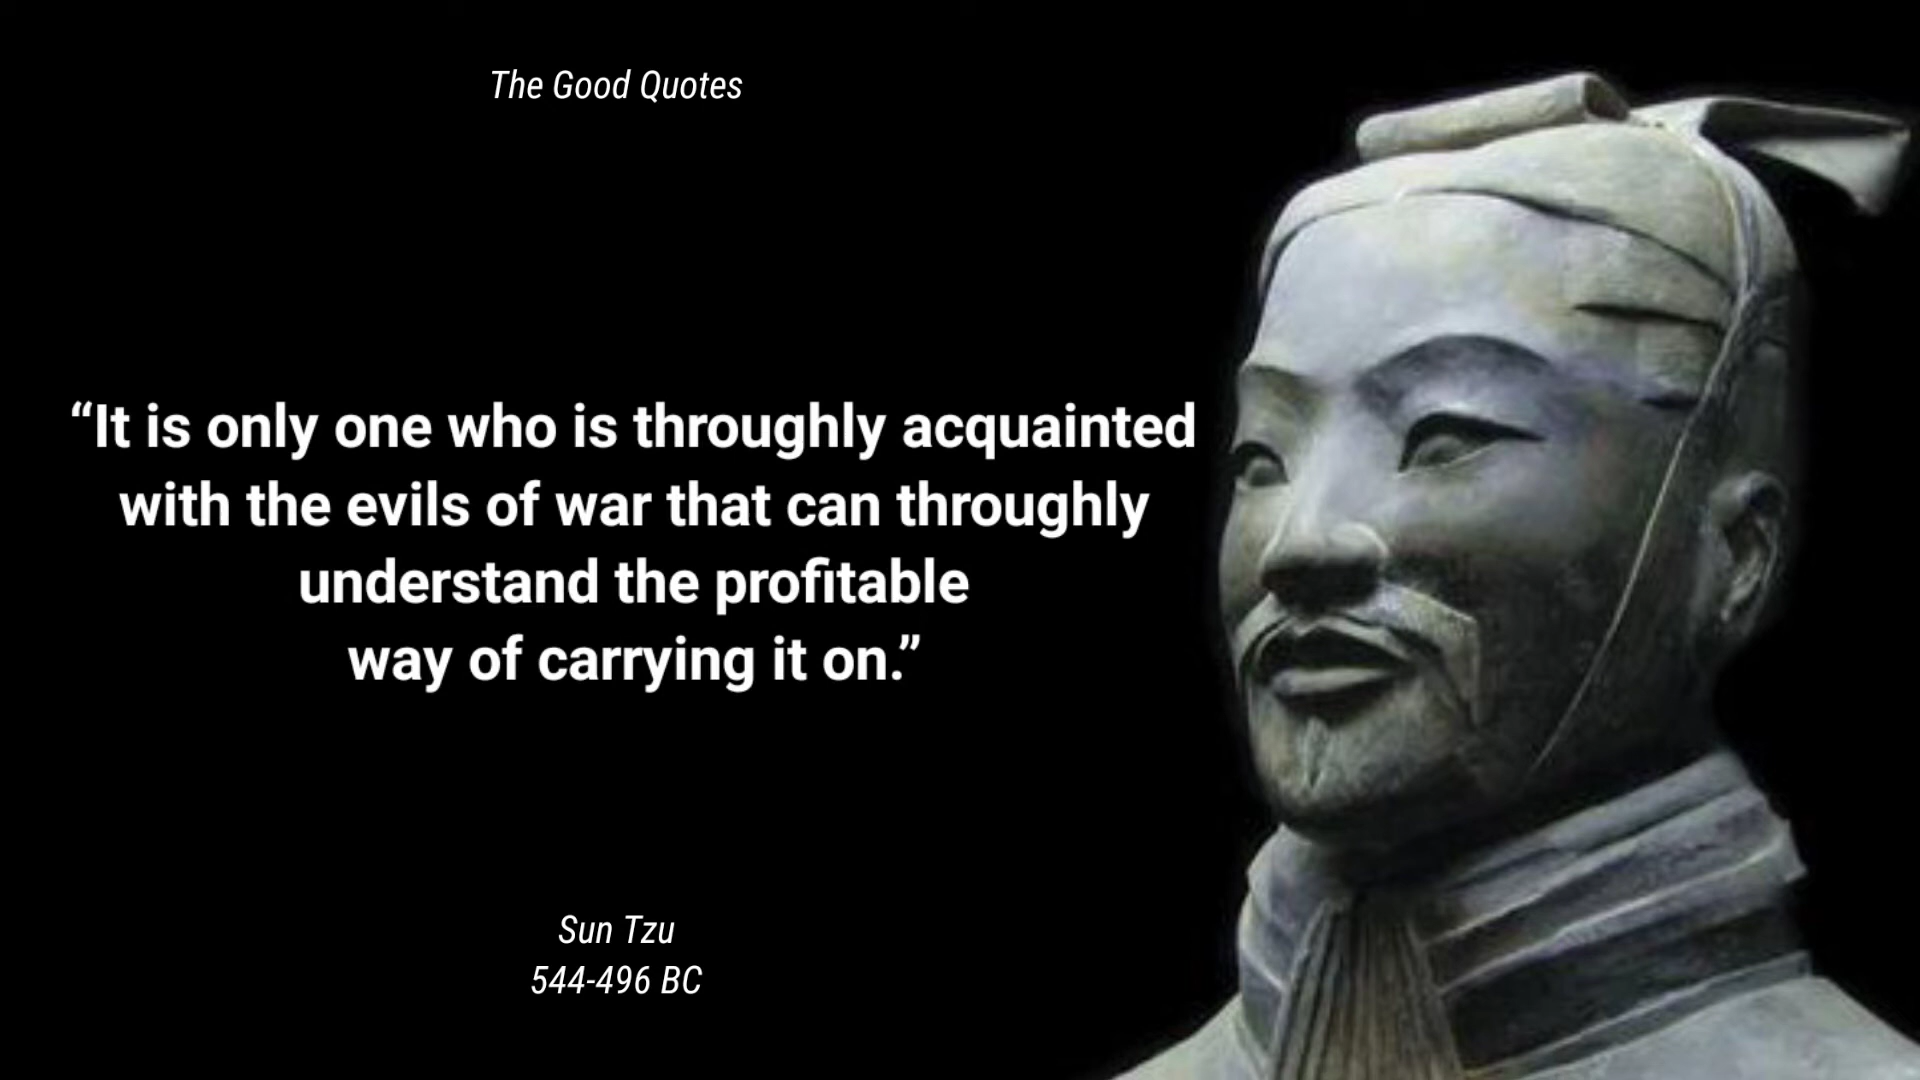 The Good Quotes
“It is only one who is throughly acquainted
with the evils of war that can throughly
understand the profitable
way of carrying it on.”
Sun Tzu
544-496 BC